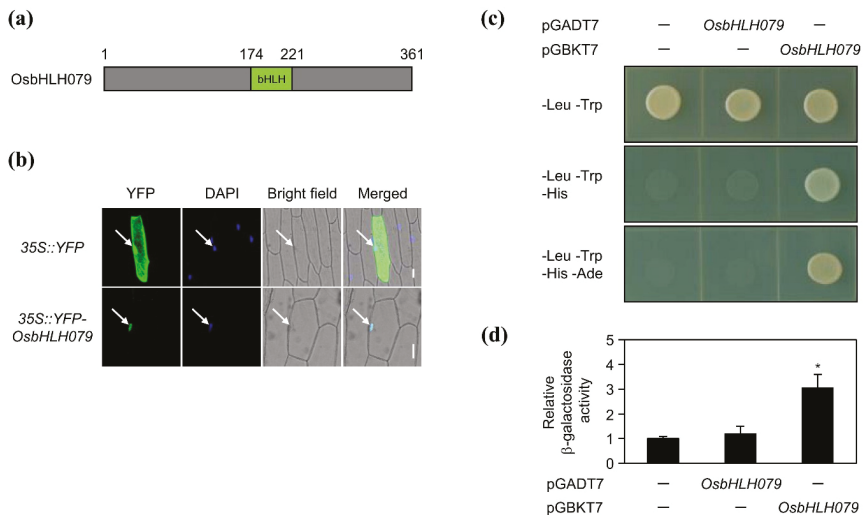 (a)
1 174 221 361
OsbHLH079 bHLH
(b)
YFP DAPI Bright field Merged
35S::YFP
35S::YFP-
OsbHLH079
(c)
pGADT7 – OsbHLH079 –
pGBKT7 – – OsbHLH079
-Leu -Trp
-Leu -Trp
-His
-Leu -Trp
-His -Ade
(d)
Relative
β-galactosidase
activity
5
4
3
2
1
0
*
pGADT7 – OsbHLH079 –
pGBKT7 – – OsbHLH079